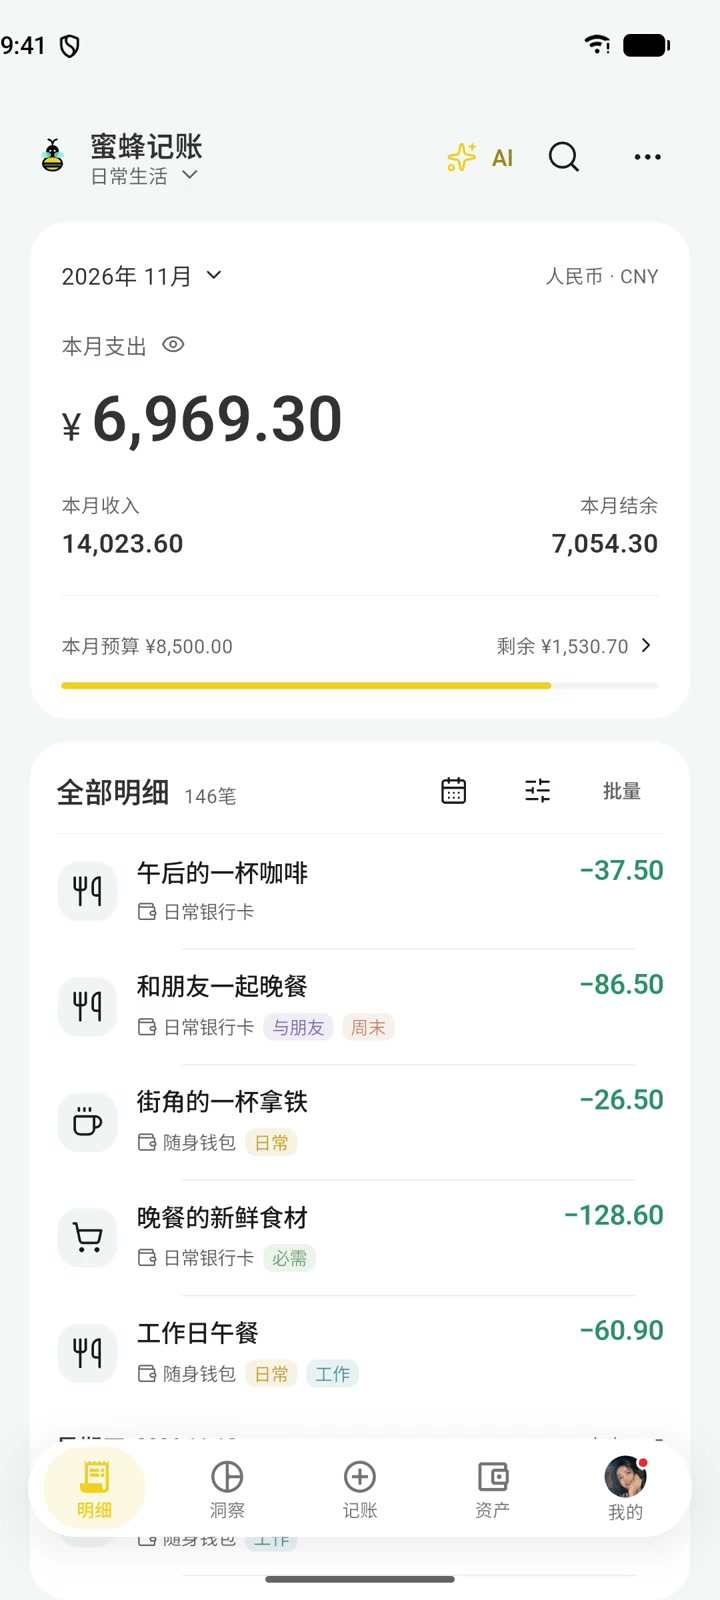 9:41
蜜蜂记账
日常生活
AI
2026年 11月
人民币 · CNY
本月支出
¥ 6,969.30
本月收入
本月结余
14,023.60
7,054.30
本月预算 ¥8,500.00
剩余 ¥1,530.70
全部明细 146笔
批量
午后的一杯咖啡
−37.50
日常银行卡
和朋友一起晚餐
−86.50
日常银行卡 与朋友 周末
街角的一杯拿铁
−26.50
随身钱包 日常
晚餐的新鲜食材
−128.60
日常银行卡 必需
工作日午餐
−60.90
随身钱包 日常 工作
明细
洞察
记账
资产
我的
随身钱包 工作